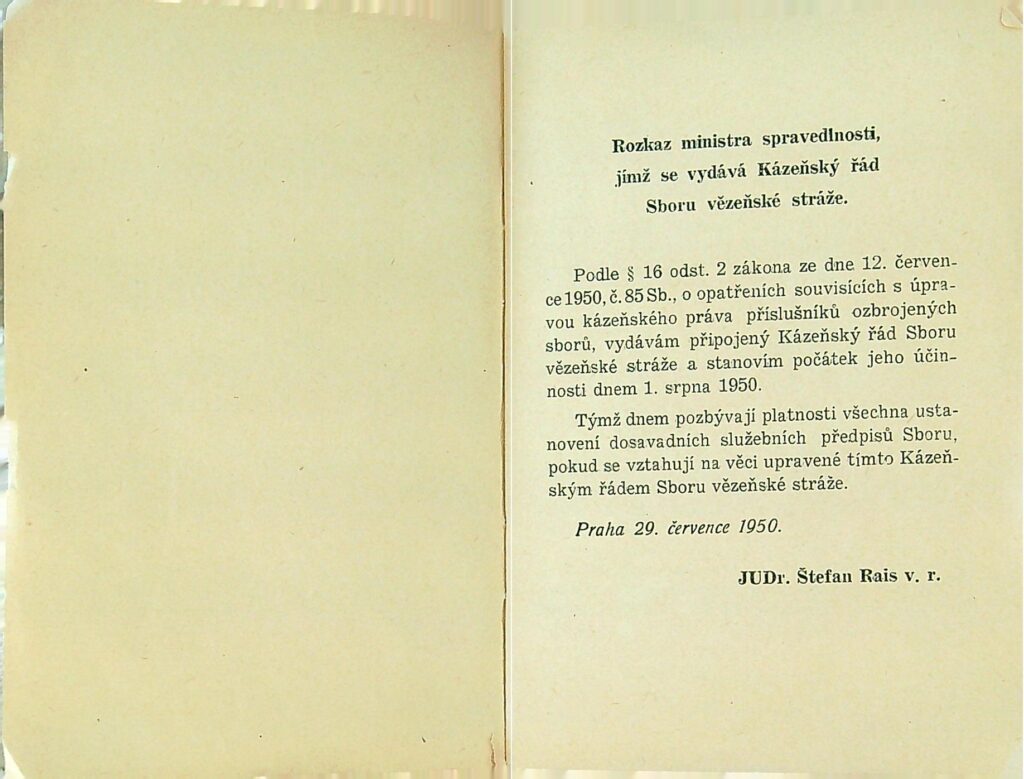 Rozkaz ministra spravedlnosti,
jímž se vydává Kázeňský řád
Sboru vězeňské stráže.
Podle § 16 odst. 2 zákona ze dne 12. červen-
ce 1950, č. 85 Sb., o opatřeních souvisících s úpra-
vou kázeňského práva příslušníků ozbrojených
sborů, vydávám připojený Kázeňský řád Sboru
vězeňské stráže a stanovím počátek jeho účin-
nosti dnem 1. srpna 1950.
Týmž dnem pozbývají platnosti všechna usta-
novení dosavadních služebních předpisů Sboru,
pokud se vztahují na věci upravené tímto Kázeň-
ským řádem Sboru vězeňské stráže.
Praha 29. července 1950.
JUDr. Štefan Rais v. r.